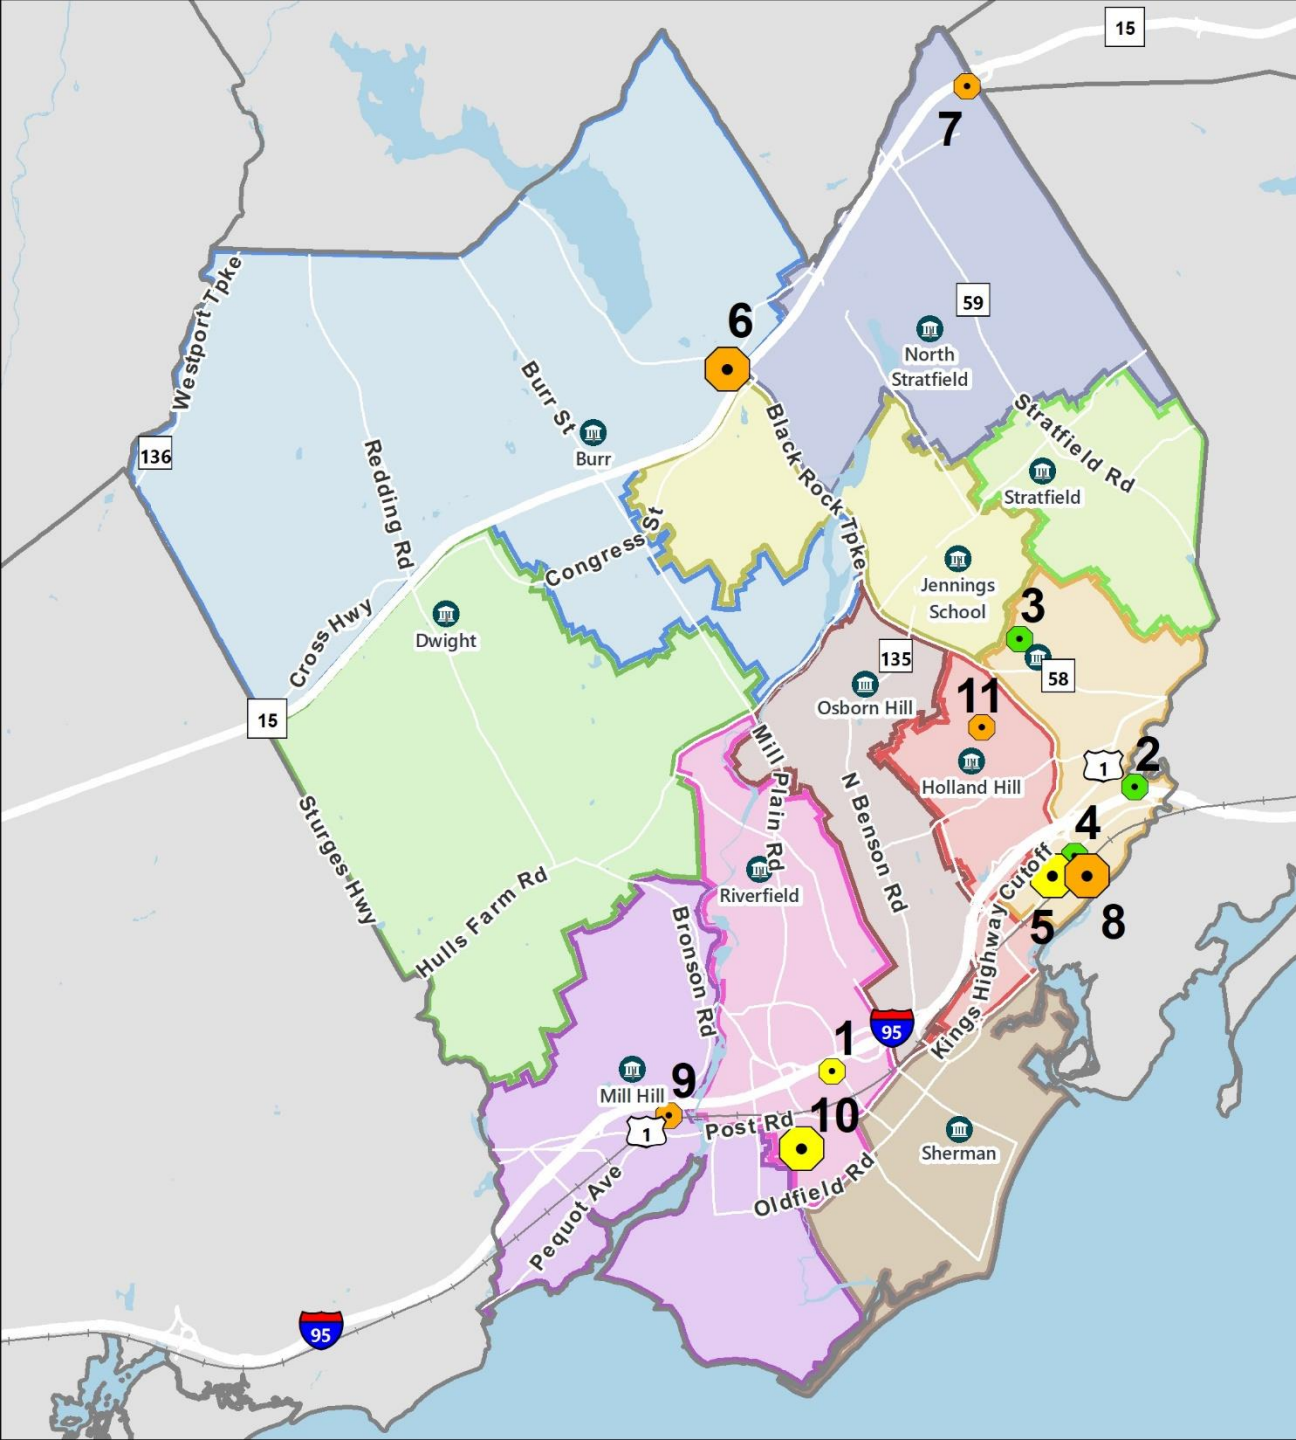 15
7
Westport Tpke
6
59
North
Stratfield
Burr St
Black Rock Tpke
Stratfield Rd
136
Burr
Redding Rd
Stratfield
Congress St
Jennings
School
Cross Hwy
Dwight
3
135
58
15
Osborn Hill
11
Mill Plain Rd
1
2
Holland Hill
Sturges Hwy
N Benson Rd
4
Kings Highway Cutoff
Riverfield
Hulls Farm Rd
5
8
Bronson Rd
1
95
9
Mill Hill
1
Post Rd
10
Sherman
Pequot Ave
Oldfield Rd
95